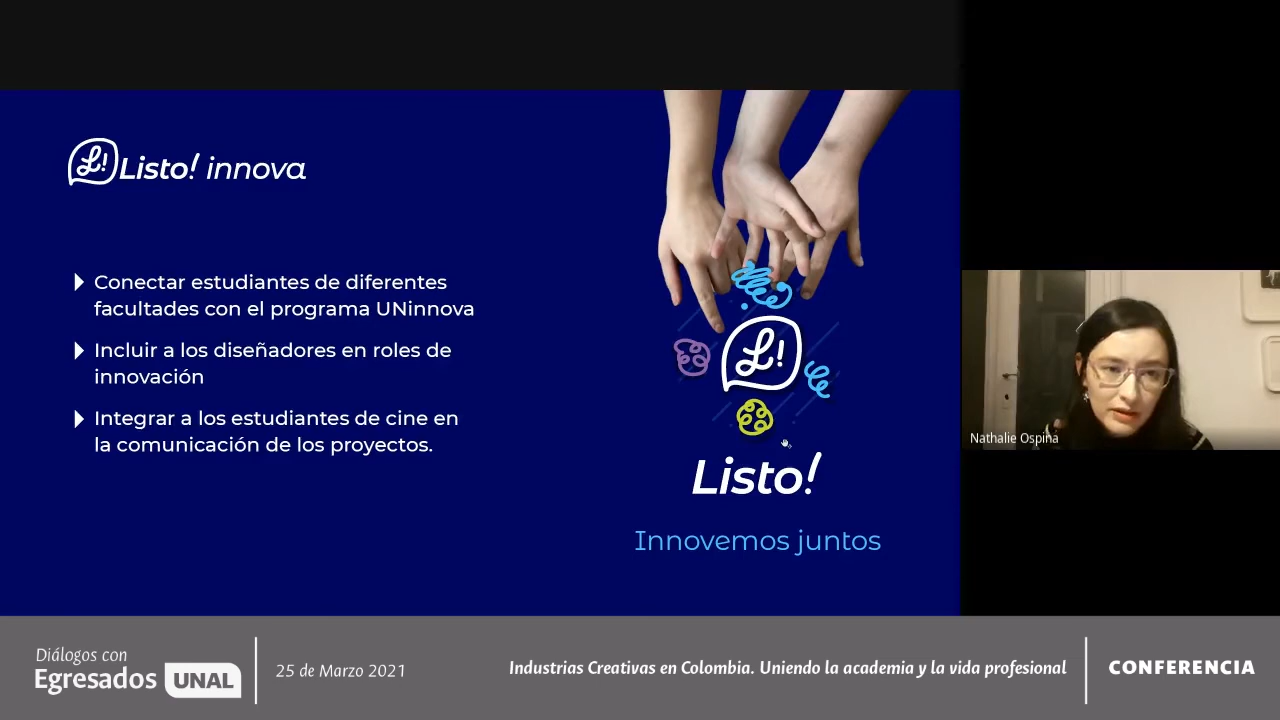 L! Listo! innova
Conectar estudiantes de diferentes
facultades con el programa UNinnova
Incluir a los diseñadores en roles de
innovación
Integrar a los estudiantes de cine en
la comunicación de los proyectos.
L!
Listo!
Innovemos juntos
Nathalie Ospina
Diálogos con
Egresados UNAL
25 de Marzo 2021
Industrias Creativas en Colombia. Uniendo la academia y la vida profesional
CONFERENCIA